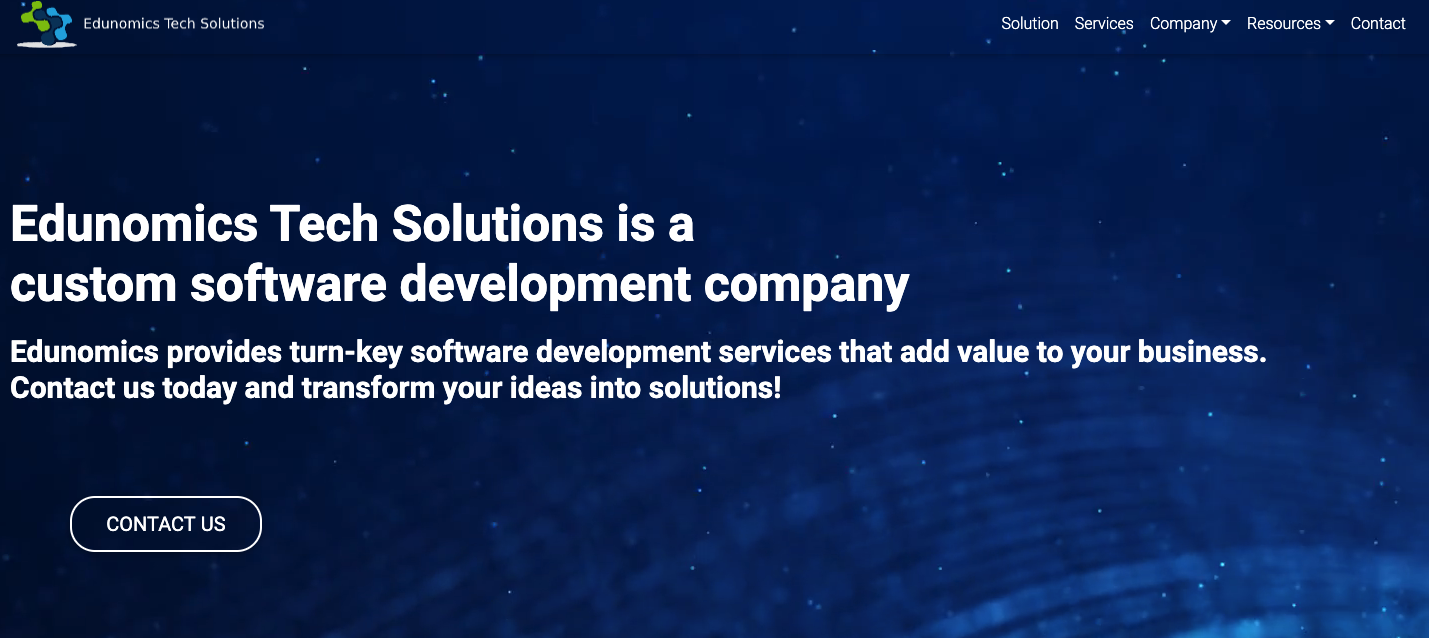 Edunomics Tech Solutions
Solution Services Company Resources Contact
Edunomics Tech Solutions is a
custom software development company
Edunomics provides turn-key software development services that add value to your business.
Contact us today and transform your ideas into solutions!
CONTACT US